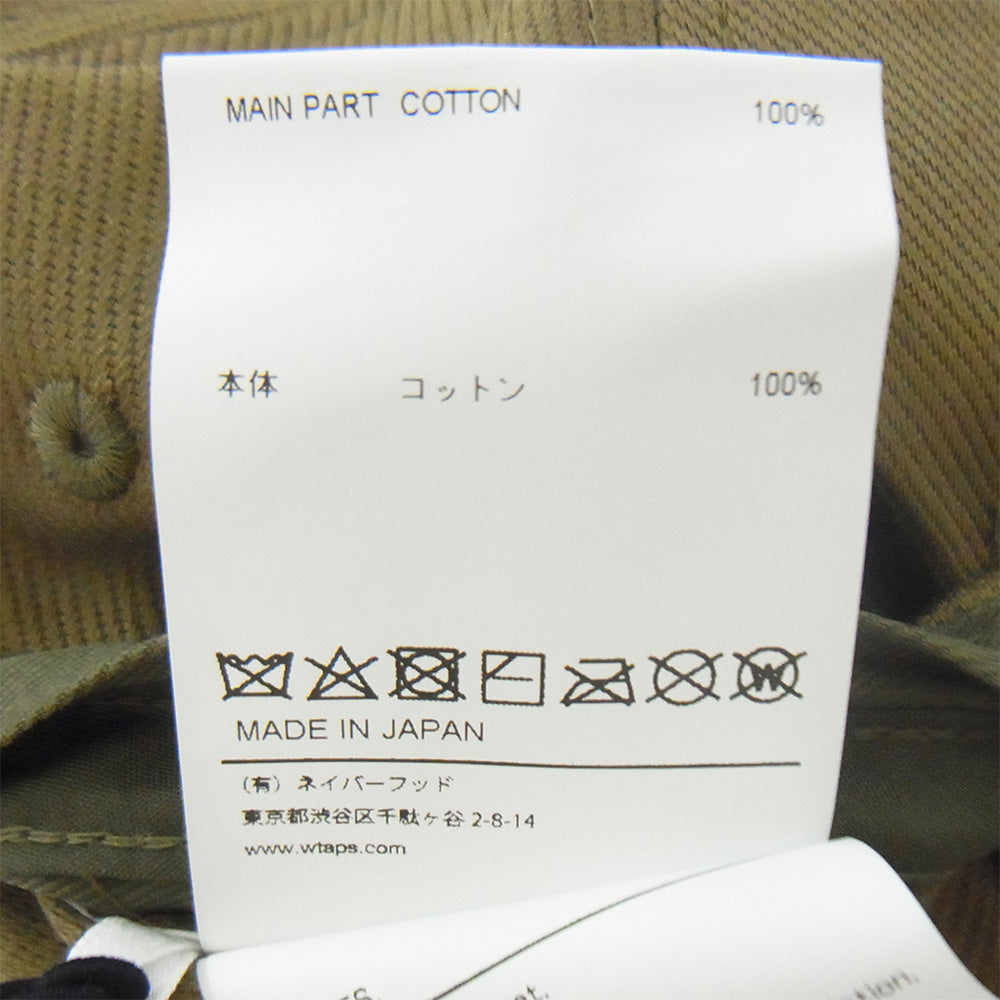 MAIN PART COTTON 100%
本体 コットン 100%
W
MADE IN JAPAN
（有）ネイバーフッド
東京都渋谷区千駄ヶ谷 2-8-14
www.wtaps.com